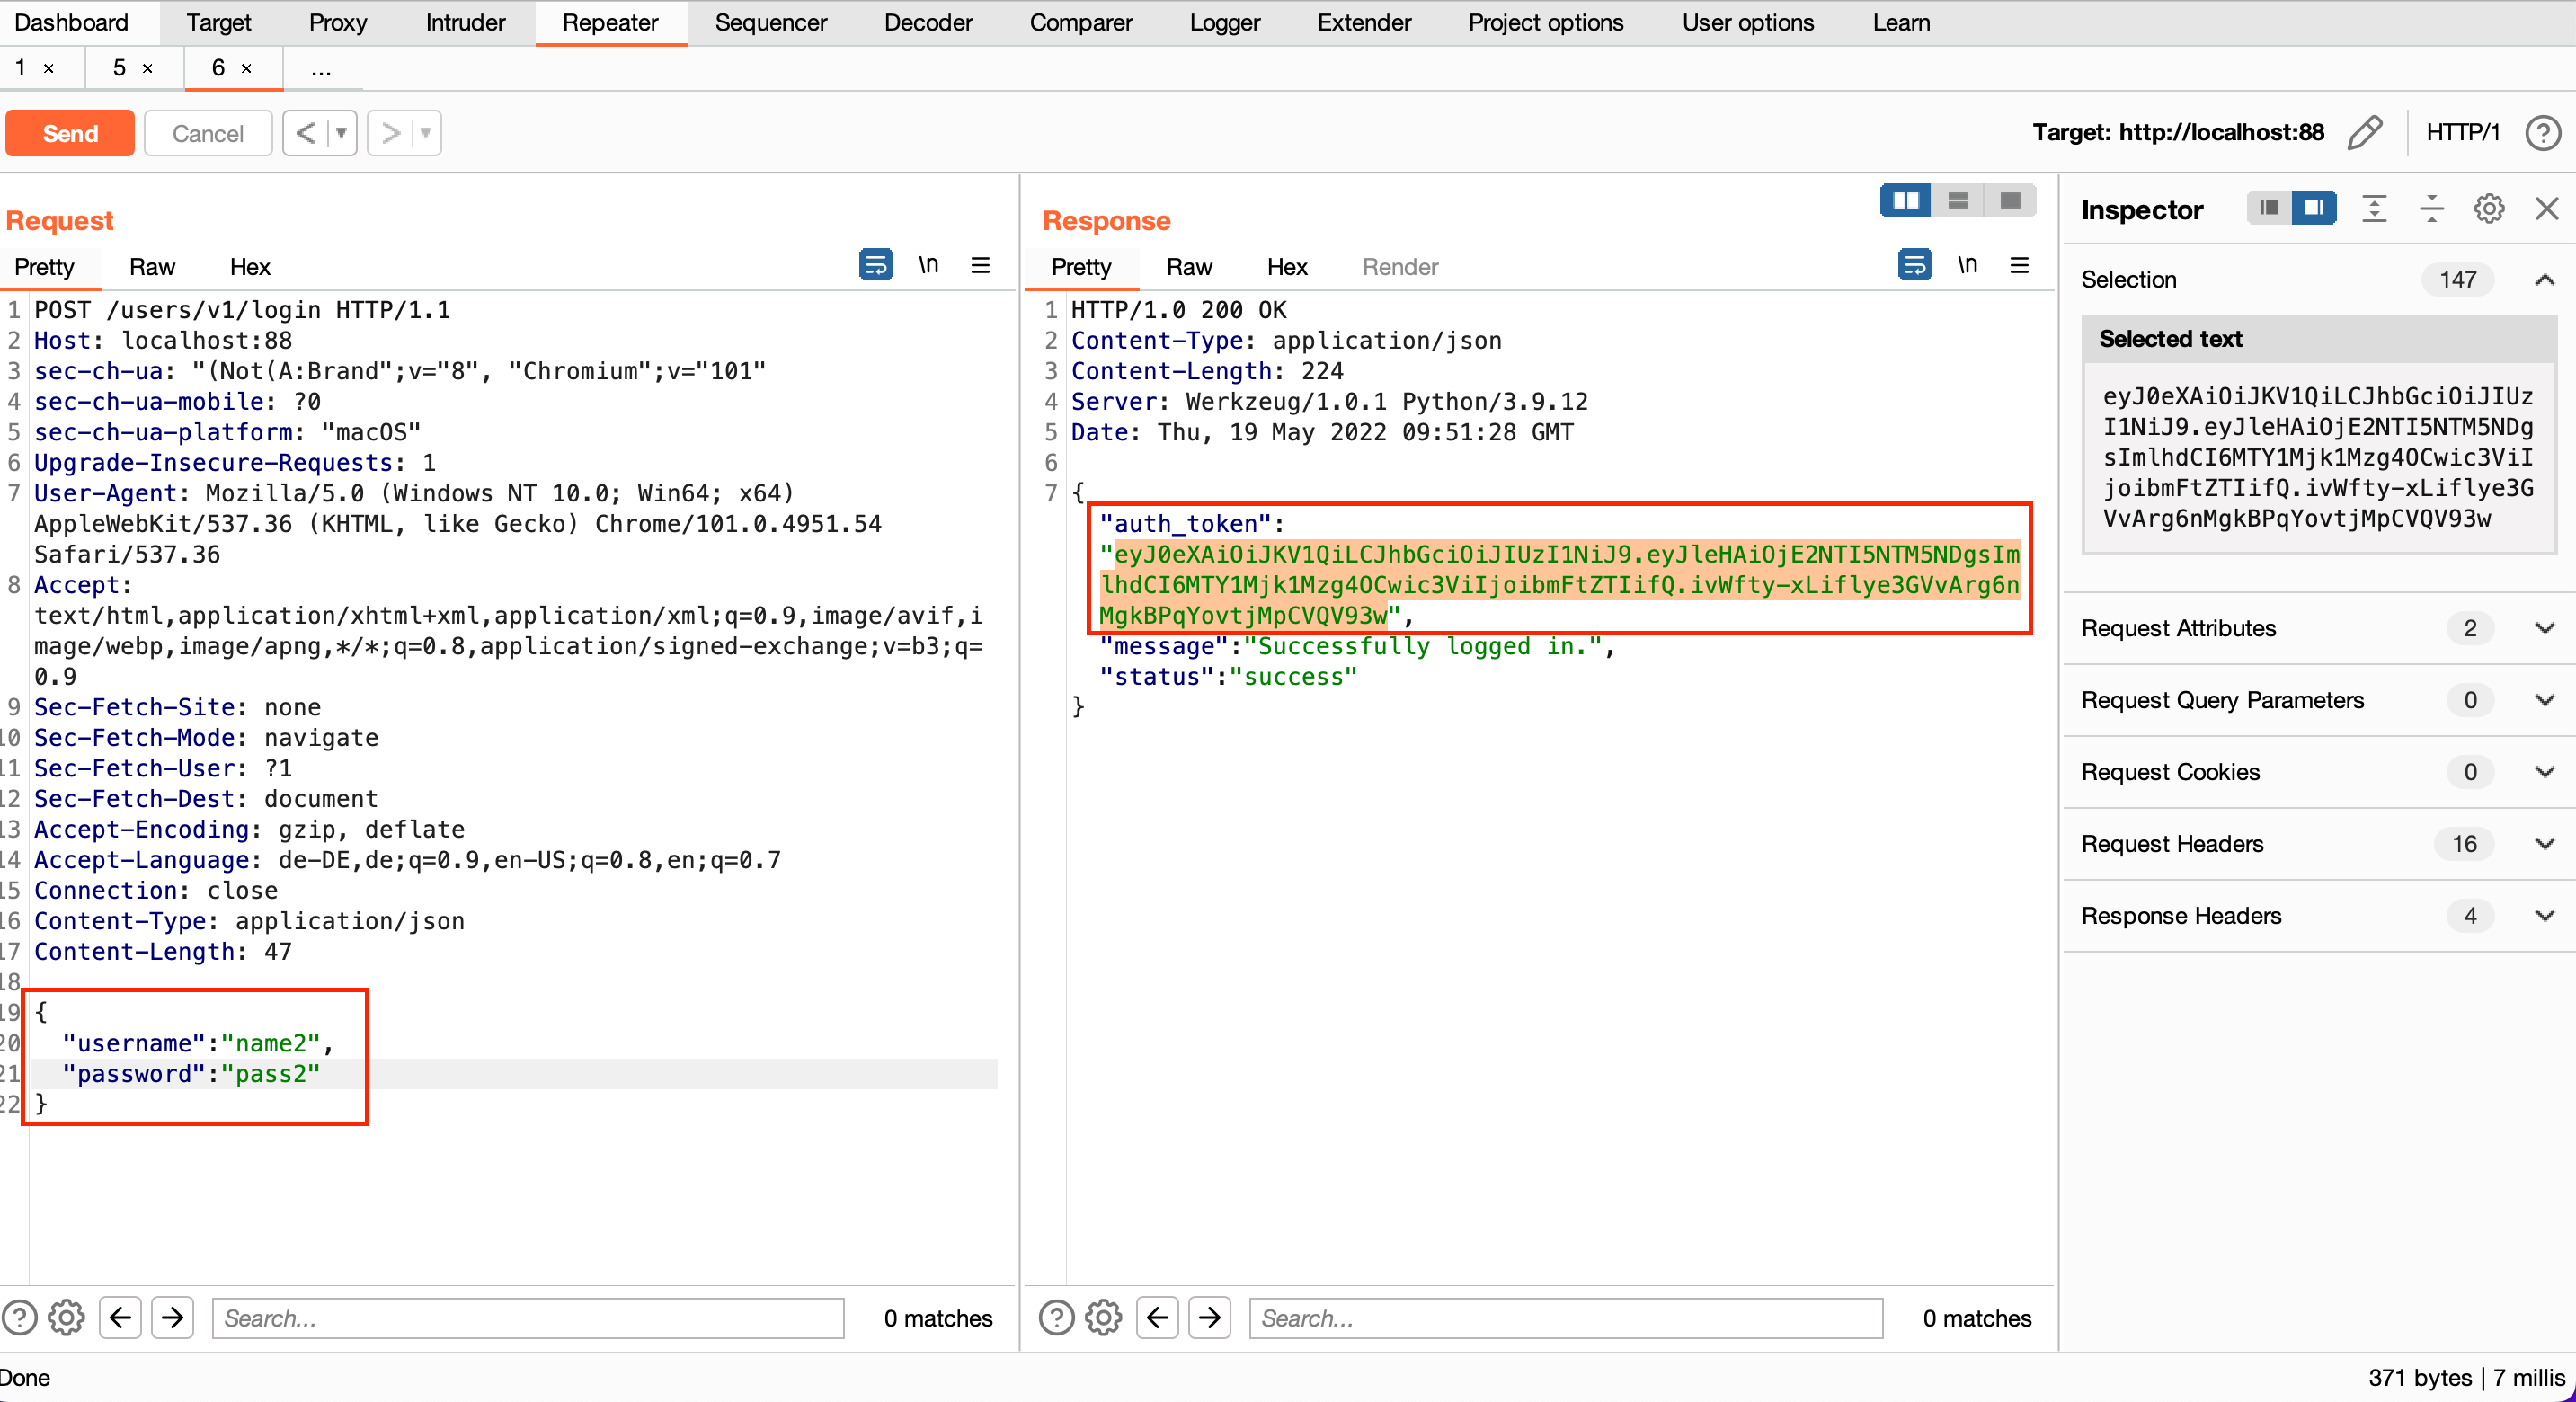 Dashboard Target Proxy Intruder Repeater Sequencer Decoder Comparer Logger Extender Project options User options Learn
1 × 5 × 6 × ...
Send Cancel < > Target: http://localhost:88 HTTP/1 ?
Request
Pretty Raw Hex \n
1 POST /users/v1/login HTTP/1.1
2 Host: localhost:88
3 sec-ch-ua: "(Not(A:Brand";v="8", "Chromium";v="101"
4 sec-ch-ua-mobile: ?0
5 sec-ch-ua-platform: "macOS"
6 Upgrade-Insecure-Requests: 1
7 User-Agent: Mozilla/5.0 (Windows NT 10.0; Win64; x64)
AppleWebKit/537.36 (KHTML, like Gecko) Chrome/101.0.4951.54
Safari/537.36
8 Accept:
text/html,application/xhtml+xml,application/xml;q=0.9,image/avif,i
mage/webp,image/apng,*/*;q=0.8,application/signed-exchange;v=b3;q=
0.9
9 Sec-Fetch-Site: none
10 Sec-Fetch-Mode: navigate
11 Sec-Fetch-User: ?1
12 Sec-Fetch-Dest: document
13 Accept-Encoding: gzip, deflate
14 Accept-Language: de-DE,de;q=0.9,en-US;q=0.8,en;q=0.7
15 Connection: close
16 Content-Type: application/json
17 Content-Length: 47
18
19 {
20 "username":"name2",
21 "password":"pass2"
22 }
? Search... 0 matches
Response
Pretty Raw Hex Render \n
1 HTTP/1.0 200 OK
2 Content-Type: application/json
3 Content-Length: 224
4 Server: Werkzeug/1.0.1 Python/3.9.12
5 Date: Thu, 19 May 2022 09:51:28 GMT
6
7 {
"auth_token":
"eyJ0eXAiOiJKV1QiLCJhbGciOiJIUzI1NiJ9.eyJleHAiOjE2NTI5NTM5NDgsIm
lhdCI6MTY1Mjk1Mzg4OCwic3ViIjoibmFtZTIifQ.ivWfty-xLiflye3GVvArg6n
MgkBPqYovtjMpCVQV93w",
"message":"Successfully logged in.",
"status":"success"
}
? Search... 0 matches
Inspector
Selection 147
Selected text
eyJ0eXAiOiJKV1QiLCJhbGciOiJIUz
I1NiJ9.eyJleHAiOjE2NTI5NTM5NDg
sImlhdCI6MTY1Mjk1Mzg4OCwic3ViI
joibmFtZTIifQ.ivWfty-xLiflye3G
VvArg6nMgkBPqYovtjMpCVQV93w
Request Attributes 2
Request Query Parameters 0
Request Cookies 0
Request Headers 16
Response Headers 4
Done 371 bytes | 7 millis